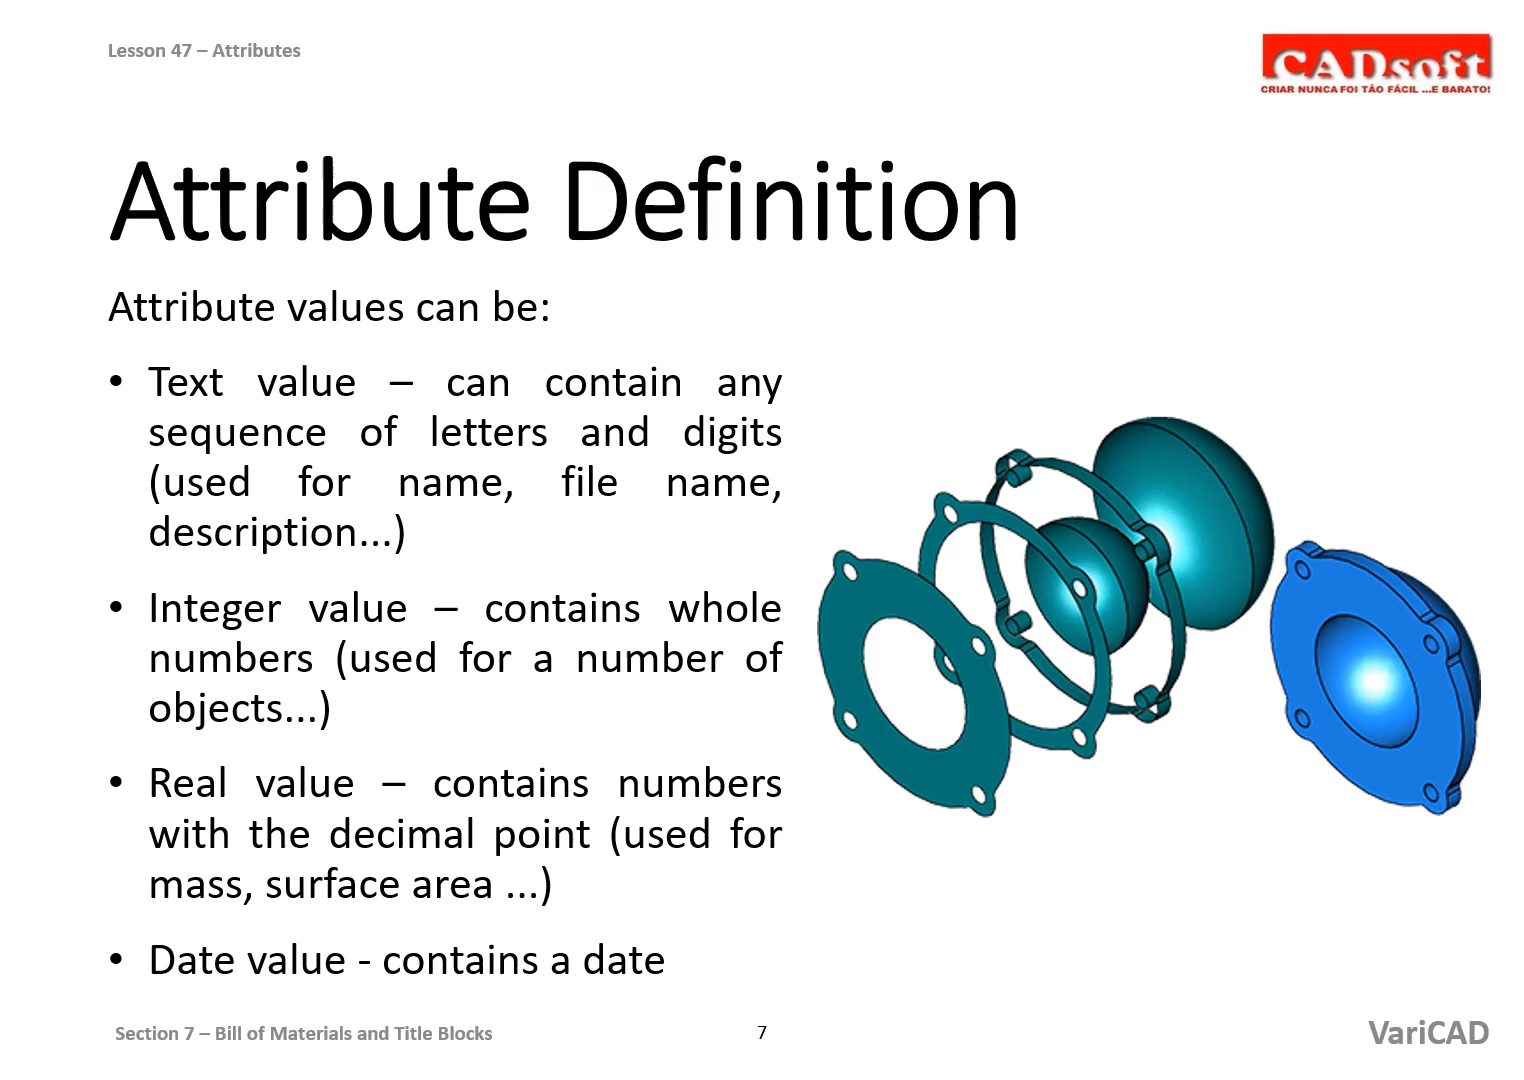 Lesson 47 – Attributes
CADsoft
CRIAR NUNCA FOI TÃO FÁCIL ...E BARATO!
Attribute Definition
Attribute values can be:
• Text value – can contain any
sequence of letters and digits
(used for name, file name,
description...)
• Integer value – contains whole
numbers (used for a number of
objects...)
• Real value – contains numbers
with the decimal point (used for
mass, surface area ...)
• Date value - contains a date
Section 7 – Bill of Materials and Title Blocks
7
VariCAD